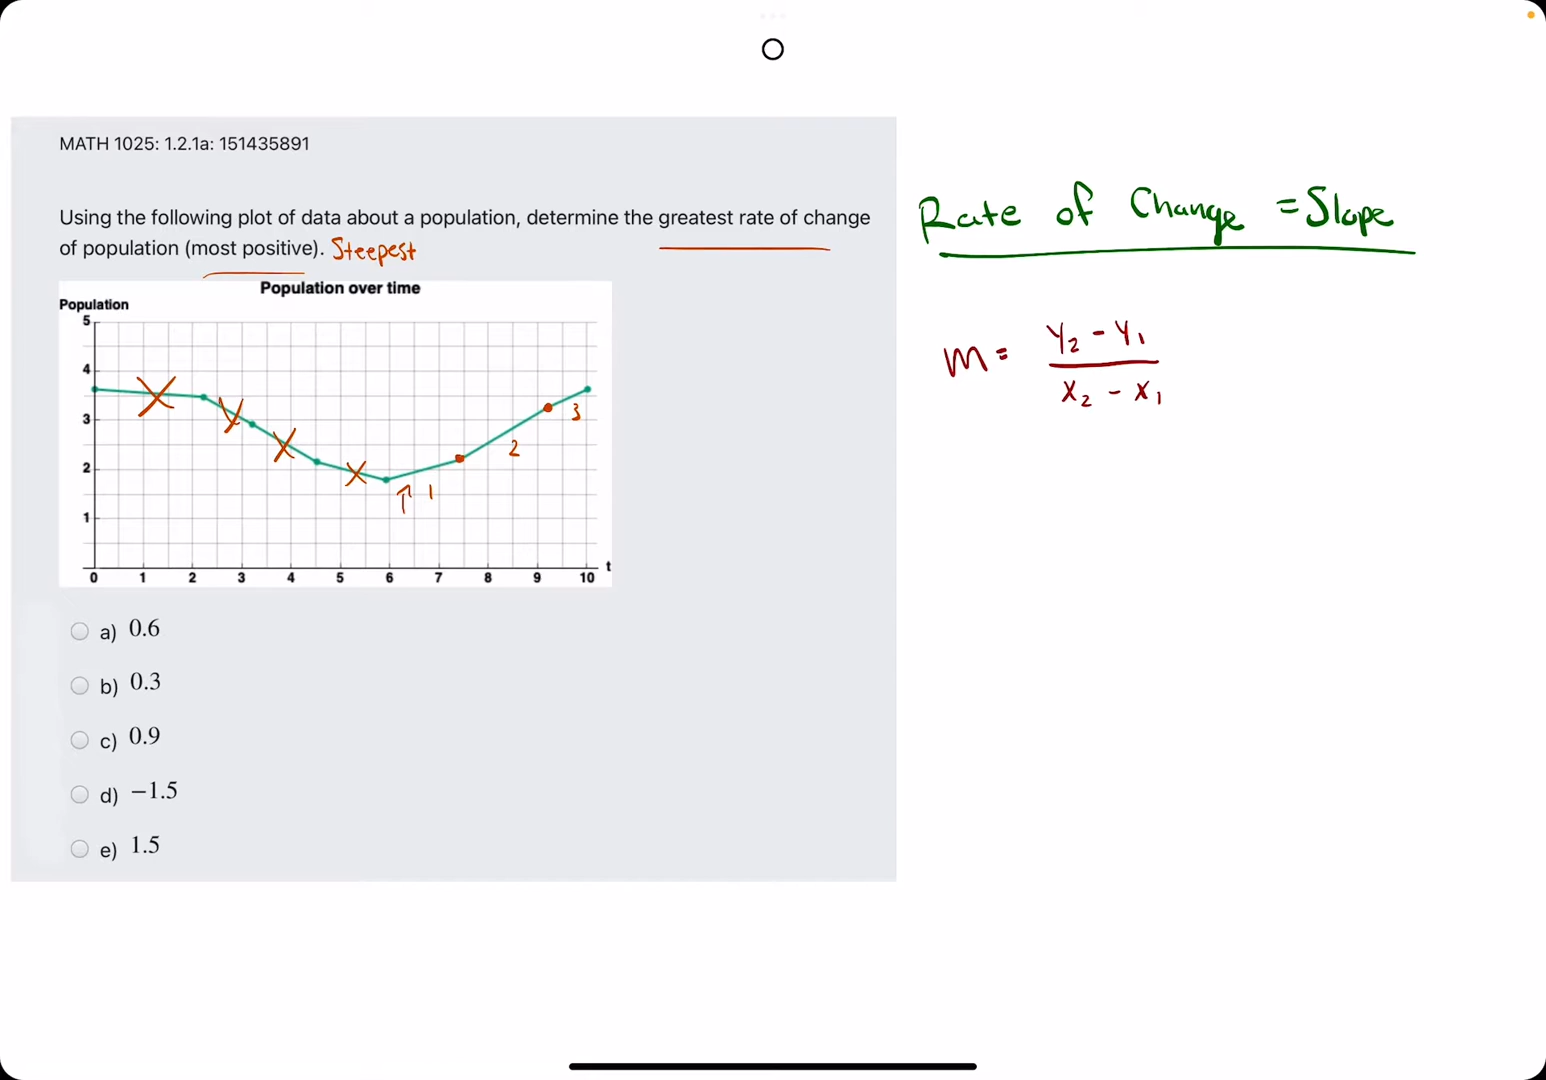 MATH 1025: 1.2.1a: 151435891
Using the following plot of data about a population, determine the greatest rate of change
of population (most positive). Steepest
Population over time
Population
5
4
3
2
1
0 1 2 3 4 5 6 7 8 9 10 t
1
2
3
a) 0.6
b) 0.3
c) 0.9
d) −1.5
e) 1.5
Rate of Change = Slope
m = y₂ - y₁
x₂ - x₁